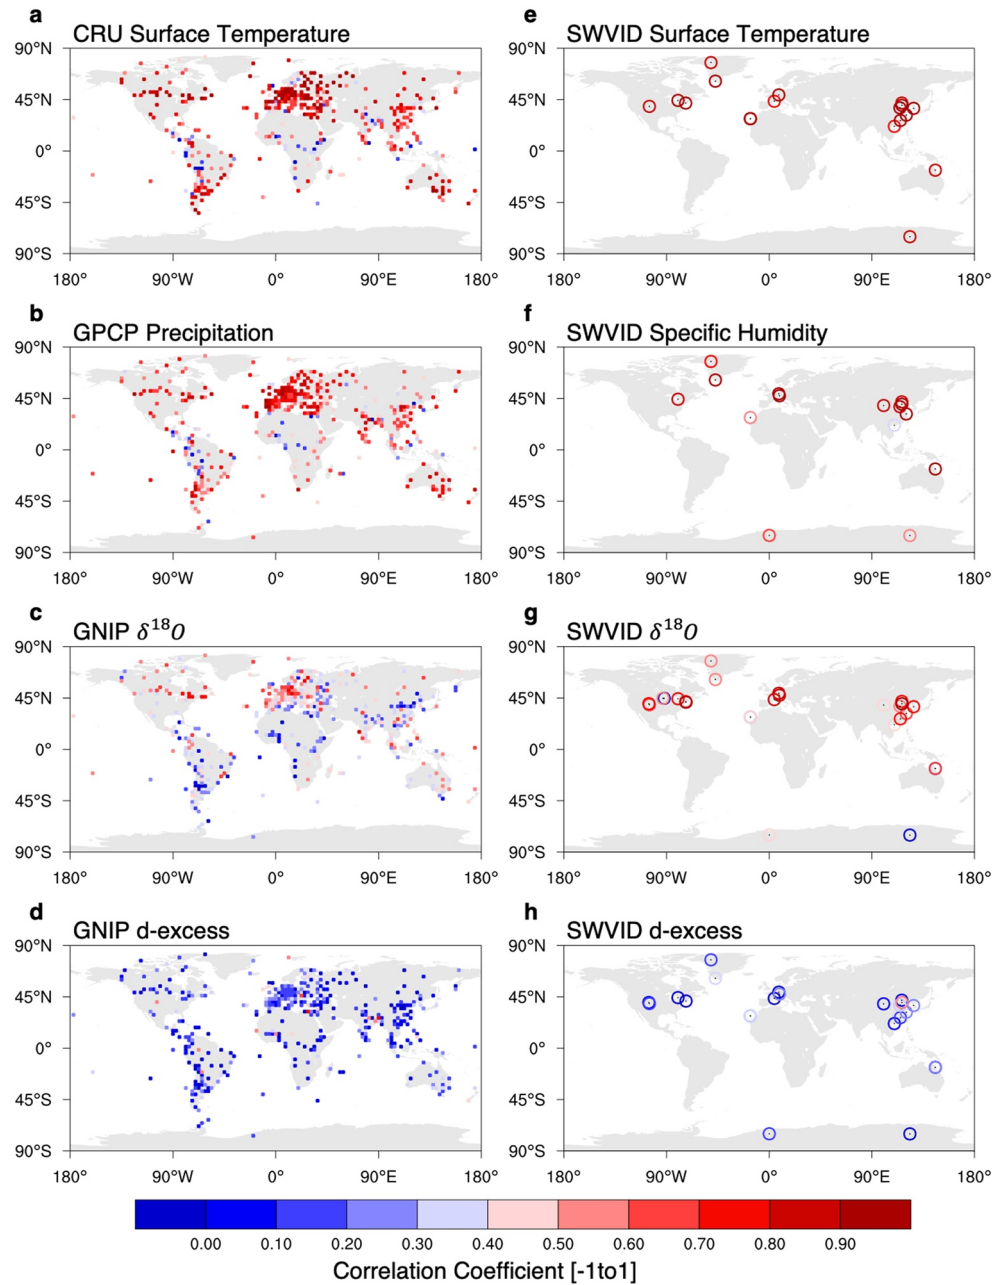 a
CRU Surface Temperature
90°N
45°N
0°
45°S
90°S
180°
90°W
0°
90°E
180°
e
SWVID Surface Temperature
90°N
45°N
0°
45°S
90°S
180°
90°W
0°
90°E
180°
b
GPCP Precipitation
90°N
45°N
0°
45°S
90°S
180°
90°W
0°
90°E
180°
f
SWVID Specific Humidity
90°N
45°N
0°
45°S
90°S
180°
90°W
0°
90°E
180°
c
GNIP δ¹⁸O
90°N
45°N
0°
45°S
90°S
180°
90°W
0°
90°E
180°
g
SWVID δ¹⁸O
90°N
45°N
0°
45°S
90°S
180°
90°W
0°
90°E
180°
d
GNIP d-excess
90°N
45°N
0°
45°S
90°S
180°
90°W
0°
90°E
180°
h
SWVID d-excess
90°N
45°N
0°
45°S
90°S
180°
90°W
0°
90°E
180°
0.00 0.10 0.20 0.30 0.40 0.50 0.60 0.70 0.80 0.90
Correlation Coefficient [-1to1]